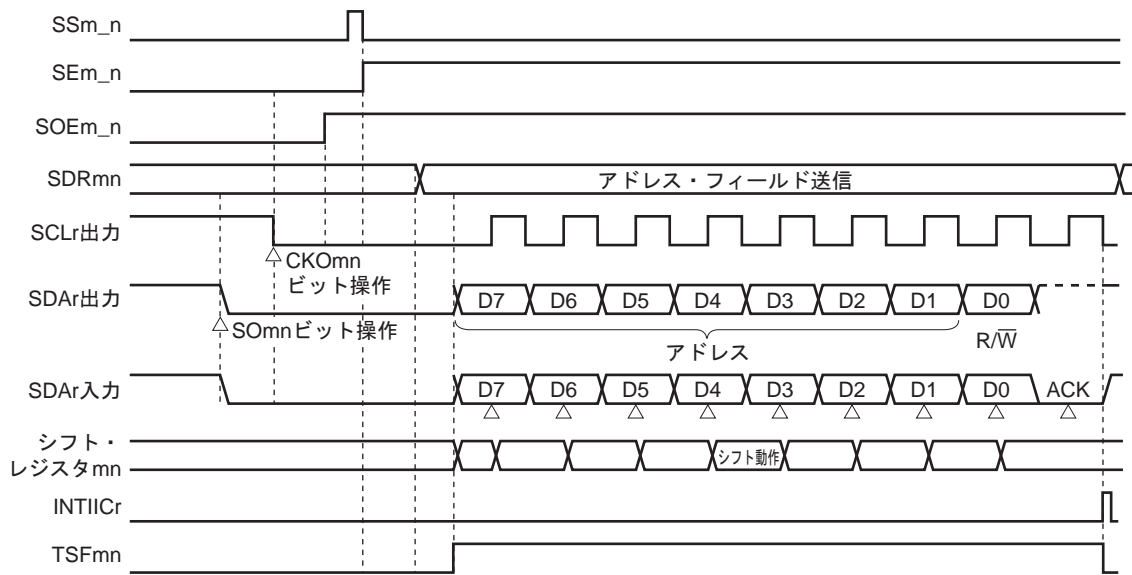 SSm_n
SEm_n
SOEm_n
SDRmn
アドレス・フィールド送信
SCLr出力
CKOmn
ビット操作
SDAr出力
D7 D6 D5 D4 D3 D2 D1 D0
SOmnビット操作
アドレス
R/W̅
SDAr入力
D7 D6 D5 D4 D3 D2 D1 D0 ACK
シフト・
レジスタmn
シフト動作
INTIICr
TSFmn